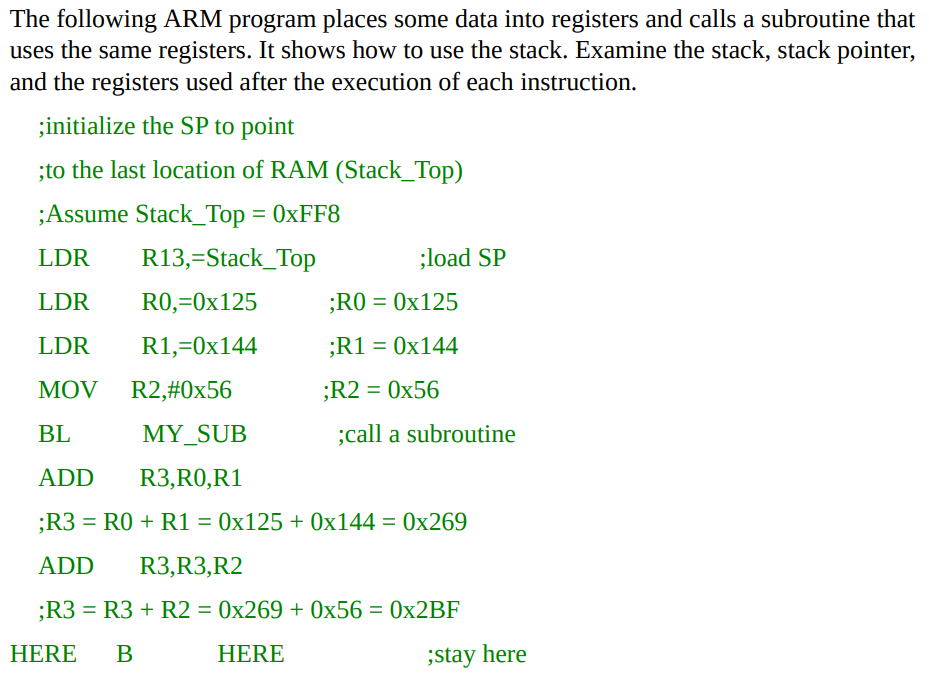 The following ARM program places some data into registers and calls a subroutine that
uses the same registers. It shows how to use the stack. Examine the stack, stack pointer,
and the registers used after the execution of each instruction.
;initialize the SP to point
;to the last location of RAM (Stack_Top)
;Assume Stack_Top = 0xFF8
LDR R13,=Stack_Top ;load SP
LDR R0,=0x125 ;R0 = 0x125
LDR R1,=0x144 ;R1 = 0x144
MOV R2,#0x56 ;R2 = 0x56
BL MY_SUB ;call a subroutine
ADD R3,R0,R1
;R3 = R0 + R1 = 0x125 + 0x144 = 0x269
ADD R3,R3,R2
;R3 = R3 + R2 = 0x269 + 0x56 = 0x2BF
HERE B HERE ;stay here